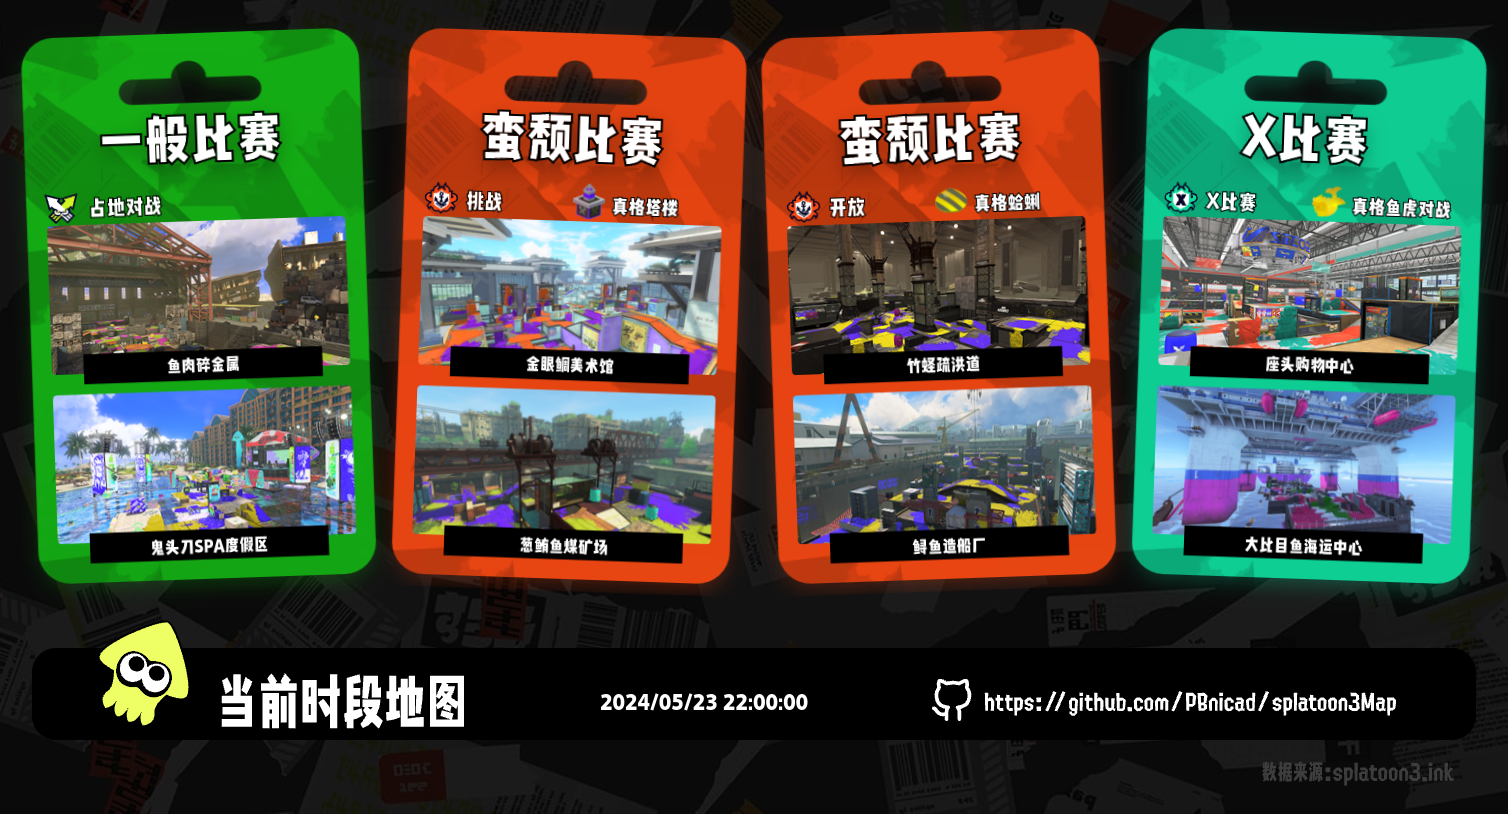 一般比赛
占地对战
鱼肉碎金属
鬼头刀SPA度假区
蛮颓比赛
挑战
真格塔楼
金眼鲷美术馆
葱鲔鱼煤矿场
蛮颓比赛
开放
真格蛤蜊
竹蛏疏洪道
鲟鱼造船厂
X比赛
X比赛
真格鱼虎对战
座头购物中心
大比目鱼海运中心
当前时段地图
2024/05/23 22:00:00
https://github.com/PBnicad/splatoon3Map
数据来源:splatoon3.ink